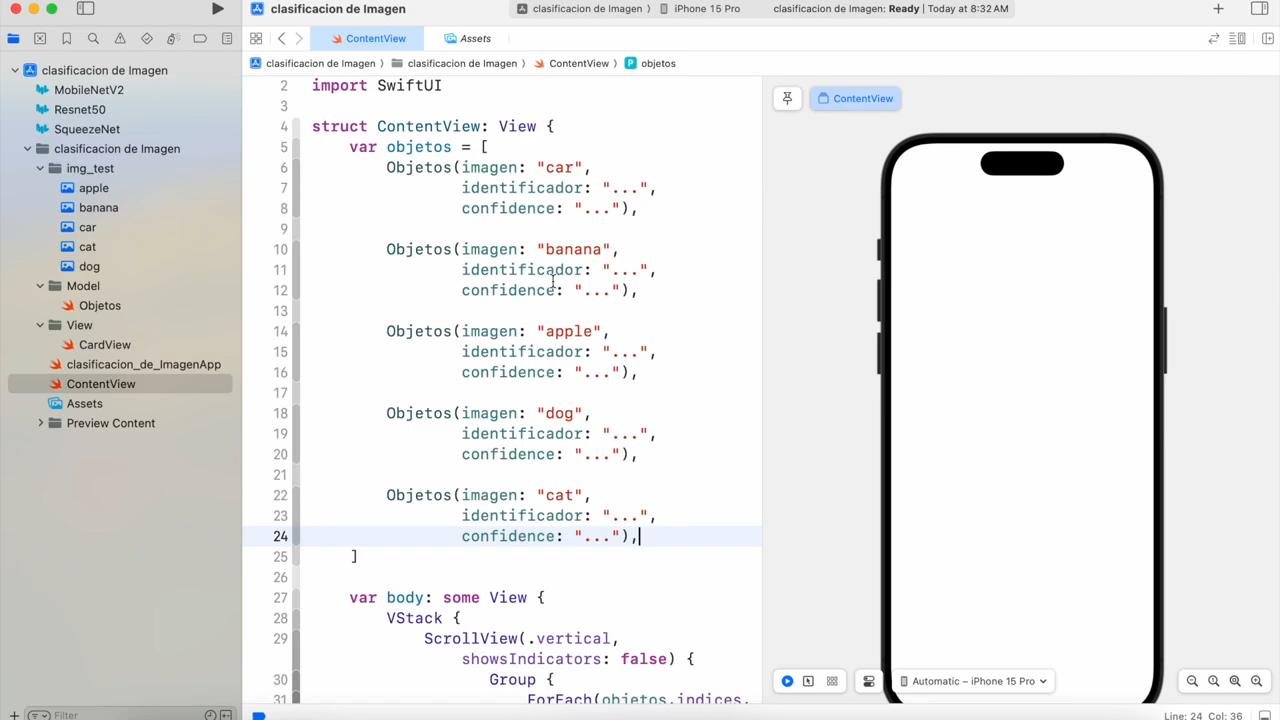 clasificacion de Imagen
clasificacion de Imagen
iPhone 15 Pro
clasificacion de Imagen: Ready | Today at 8:32 AM
ContentView
Assets
clasificacion de Imagen
clasificacion de Imagen
ContentView
P objetos
clasificacion de Imagen
MobileNetV2
Resnet50
SqueezeNet
clasificacion de Imagen
img_test
apple
banana
car
cat
dog
Model
Objetos
View
CardView
clasificacion_de_ImagenApp
ContentView
Assets
Preview Content
Filter
2 import SwiftUI
3
4 struct ContentView: View {
5 var objetos = [
6 Objetos(imagen: "car",
7 identificador: "...",
8 confidence: "..."),
9
10 Objetos(imagen: "banana",
11 identificador: "...",
12 confidence: "..."),
13
14 Objetos(imagen: "apple",
15 identificador: "...",
16 confidence: "..."),
17
18 Objetos(imagen: "dog",
19 identificador: "...",
20 confidence: "..."),
21
22 Objetos(imagen: "cat",
23 identificador: "...",
24 confidence: "..."),
25 ]
26
27 var body: some View {
28 VStack {
29 ScrollView(.vertical,
showsIndicators: false) {
30 Group {
31 ForEach(objetos.indices,
ContentView
Automatic – iPhone 15 Pro
Line: 24 Col: 36